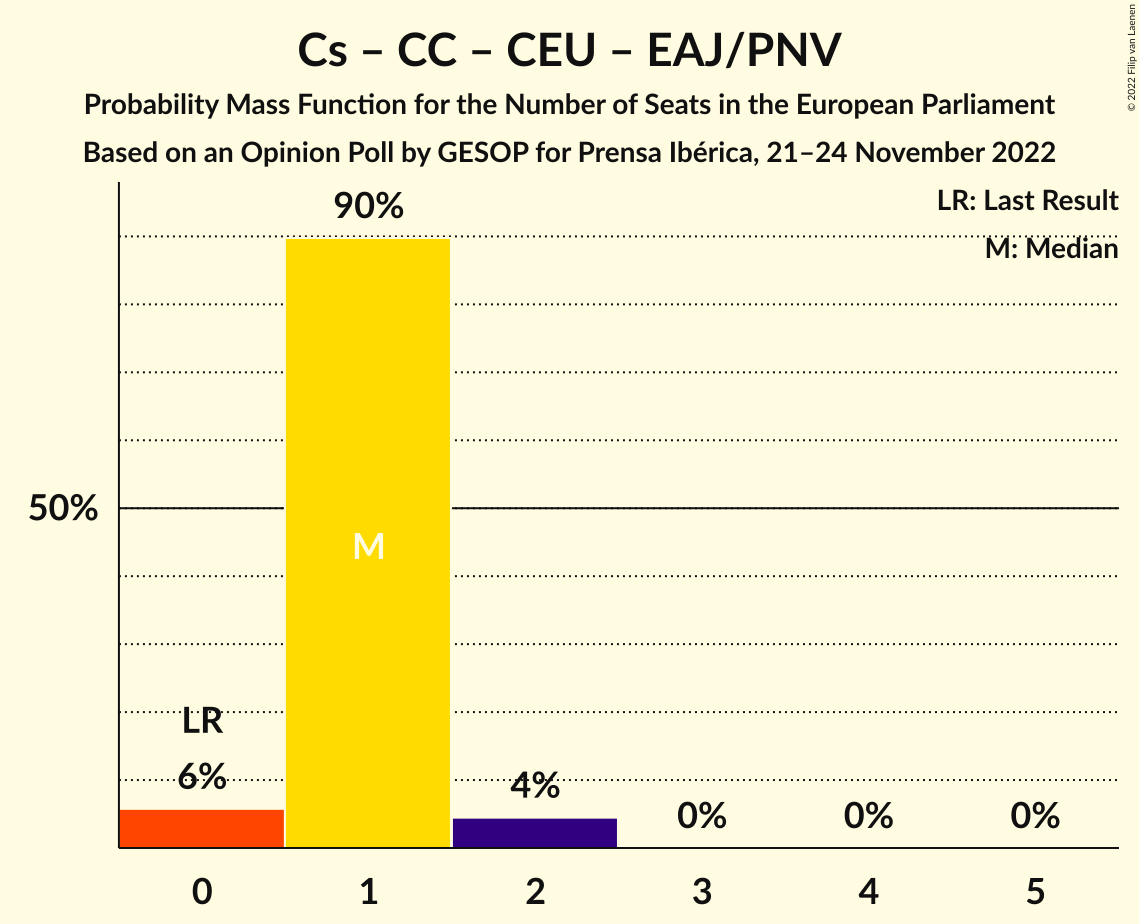 Cs – CC – CEU – EAJ/PNV
Probability Mass Function for the Number of Seats in the European Parliament
Based on an Opinion Poll by GESOP for Prensa Ibérica, 21–24 November 2022
© 2022 Filip van Laenen
LR: Last Result
M: Median
90%
50%
M
LR
6%
4%
0%
0%
0%
0
1
2
3
4
5